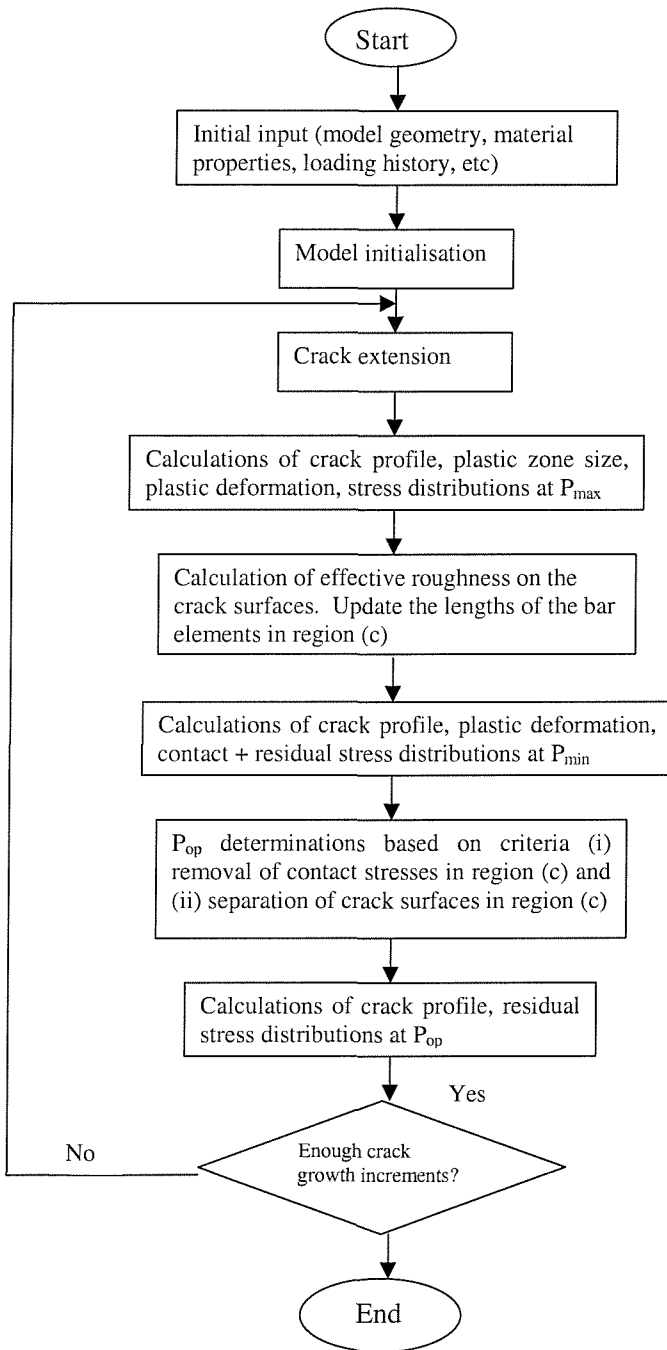 Start
Initial input (model geometry, material
properties, loading history, etc)
Model initialisation
Crack extension
Calculations of crack profile, plastic zone size,
plastic deformation, stress distributions at Pmax
Calculation of effective roughness on the
crack surfaces. Update the lengths of the bar
elements in region (c)
Calculations of crack profile, plastic deformation,
contact + residual stress distributions at Pmin
Pop determinations based on criteria (i)
removal of contact stresses in region (c) and
(ii) separation of crack surfaces in region (c)
Calculations of crack profile, residual
stress distributions at Pop
Yes
No
Enough crack
growth increments?
End